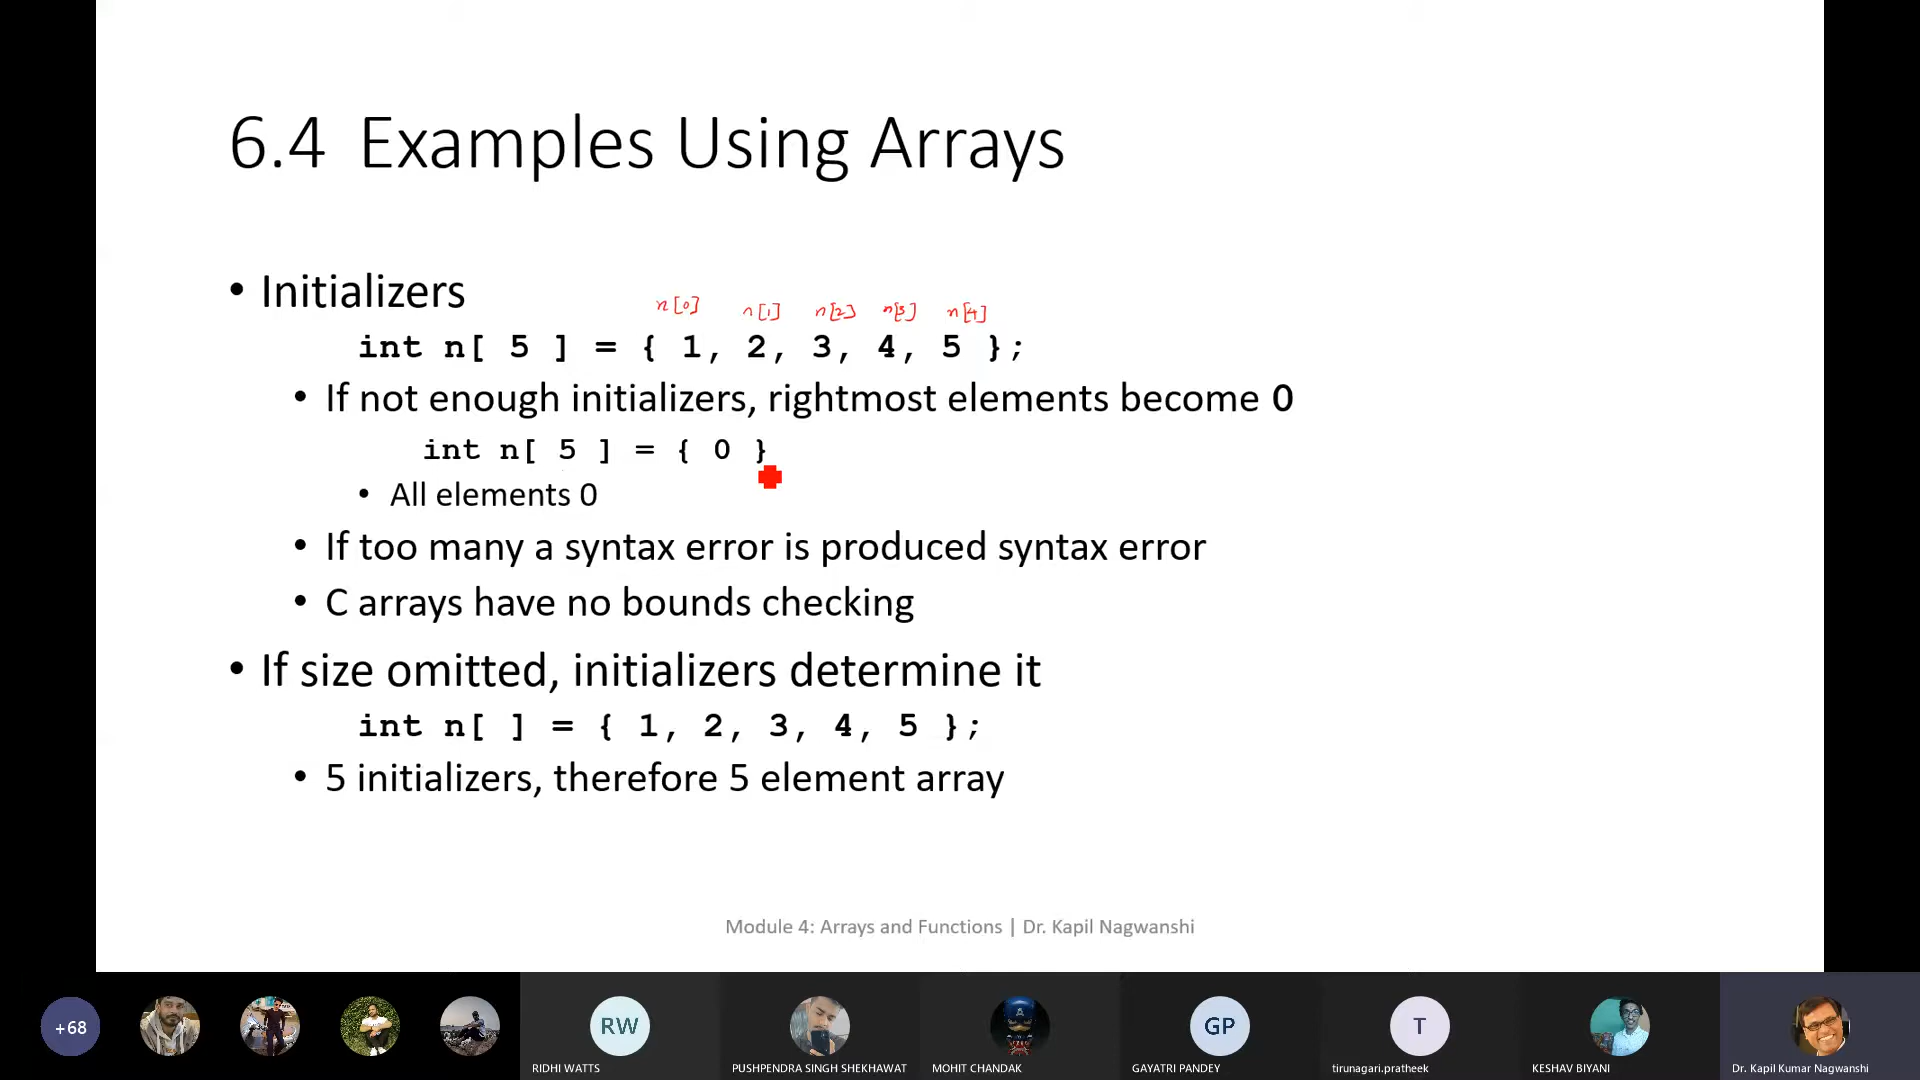 6.4 Examples Using Arrays
• Initializers
n[0] n[1] n[2] n[3] n[4]
int n[ 5 ] = { 1, 2, 3, 4, 5 };
• If not enough initializers, rightmost elements become 0
int n[ 5 ] = { 0 }
• All elements 0
• If too many a syntax error is produced syntax error
• C arrays have no bounds checking
• If size omitted, initializers determine it
int n[ ] = { 1, 2, 3, 4, 5 };
• 5 initializers, therefore 5 element array
Module 4: Arrays and Functions | Dr. Kapil Nagwanshi
+68
RW
GP
T
A
RIDHI WATTS
PUSHPENDRA SINGH SHEKHAWAT
MOHIT CHANDAK
GAYATRI PANDEY
tirunagari.pratheek
KESHAV BIYANI
Dr. Kapil Kumar Nagwanshi